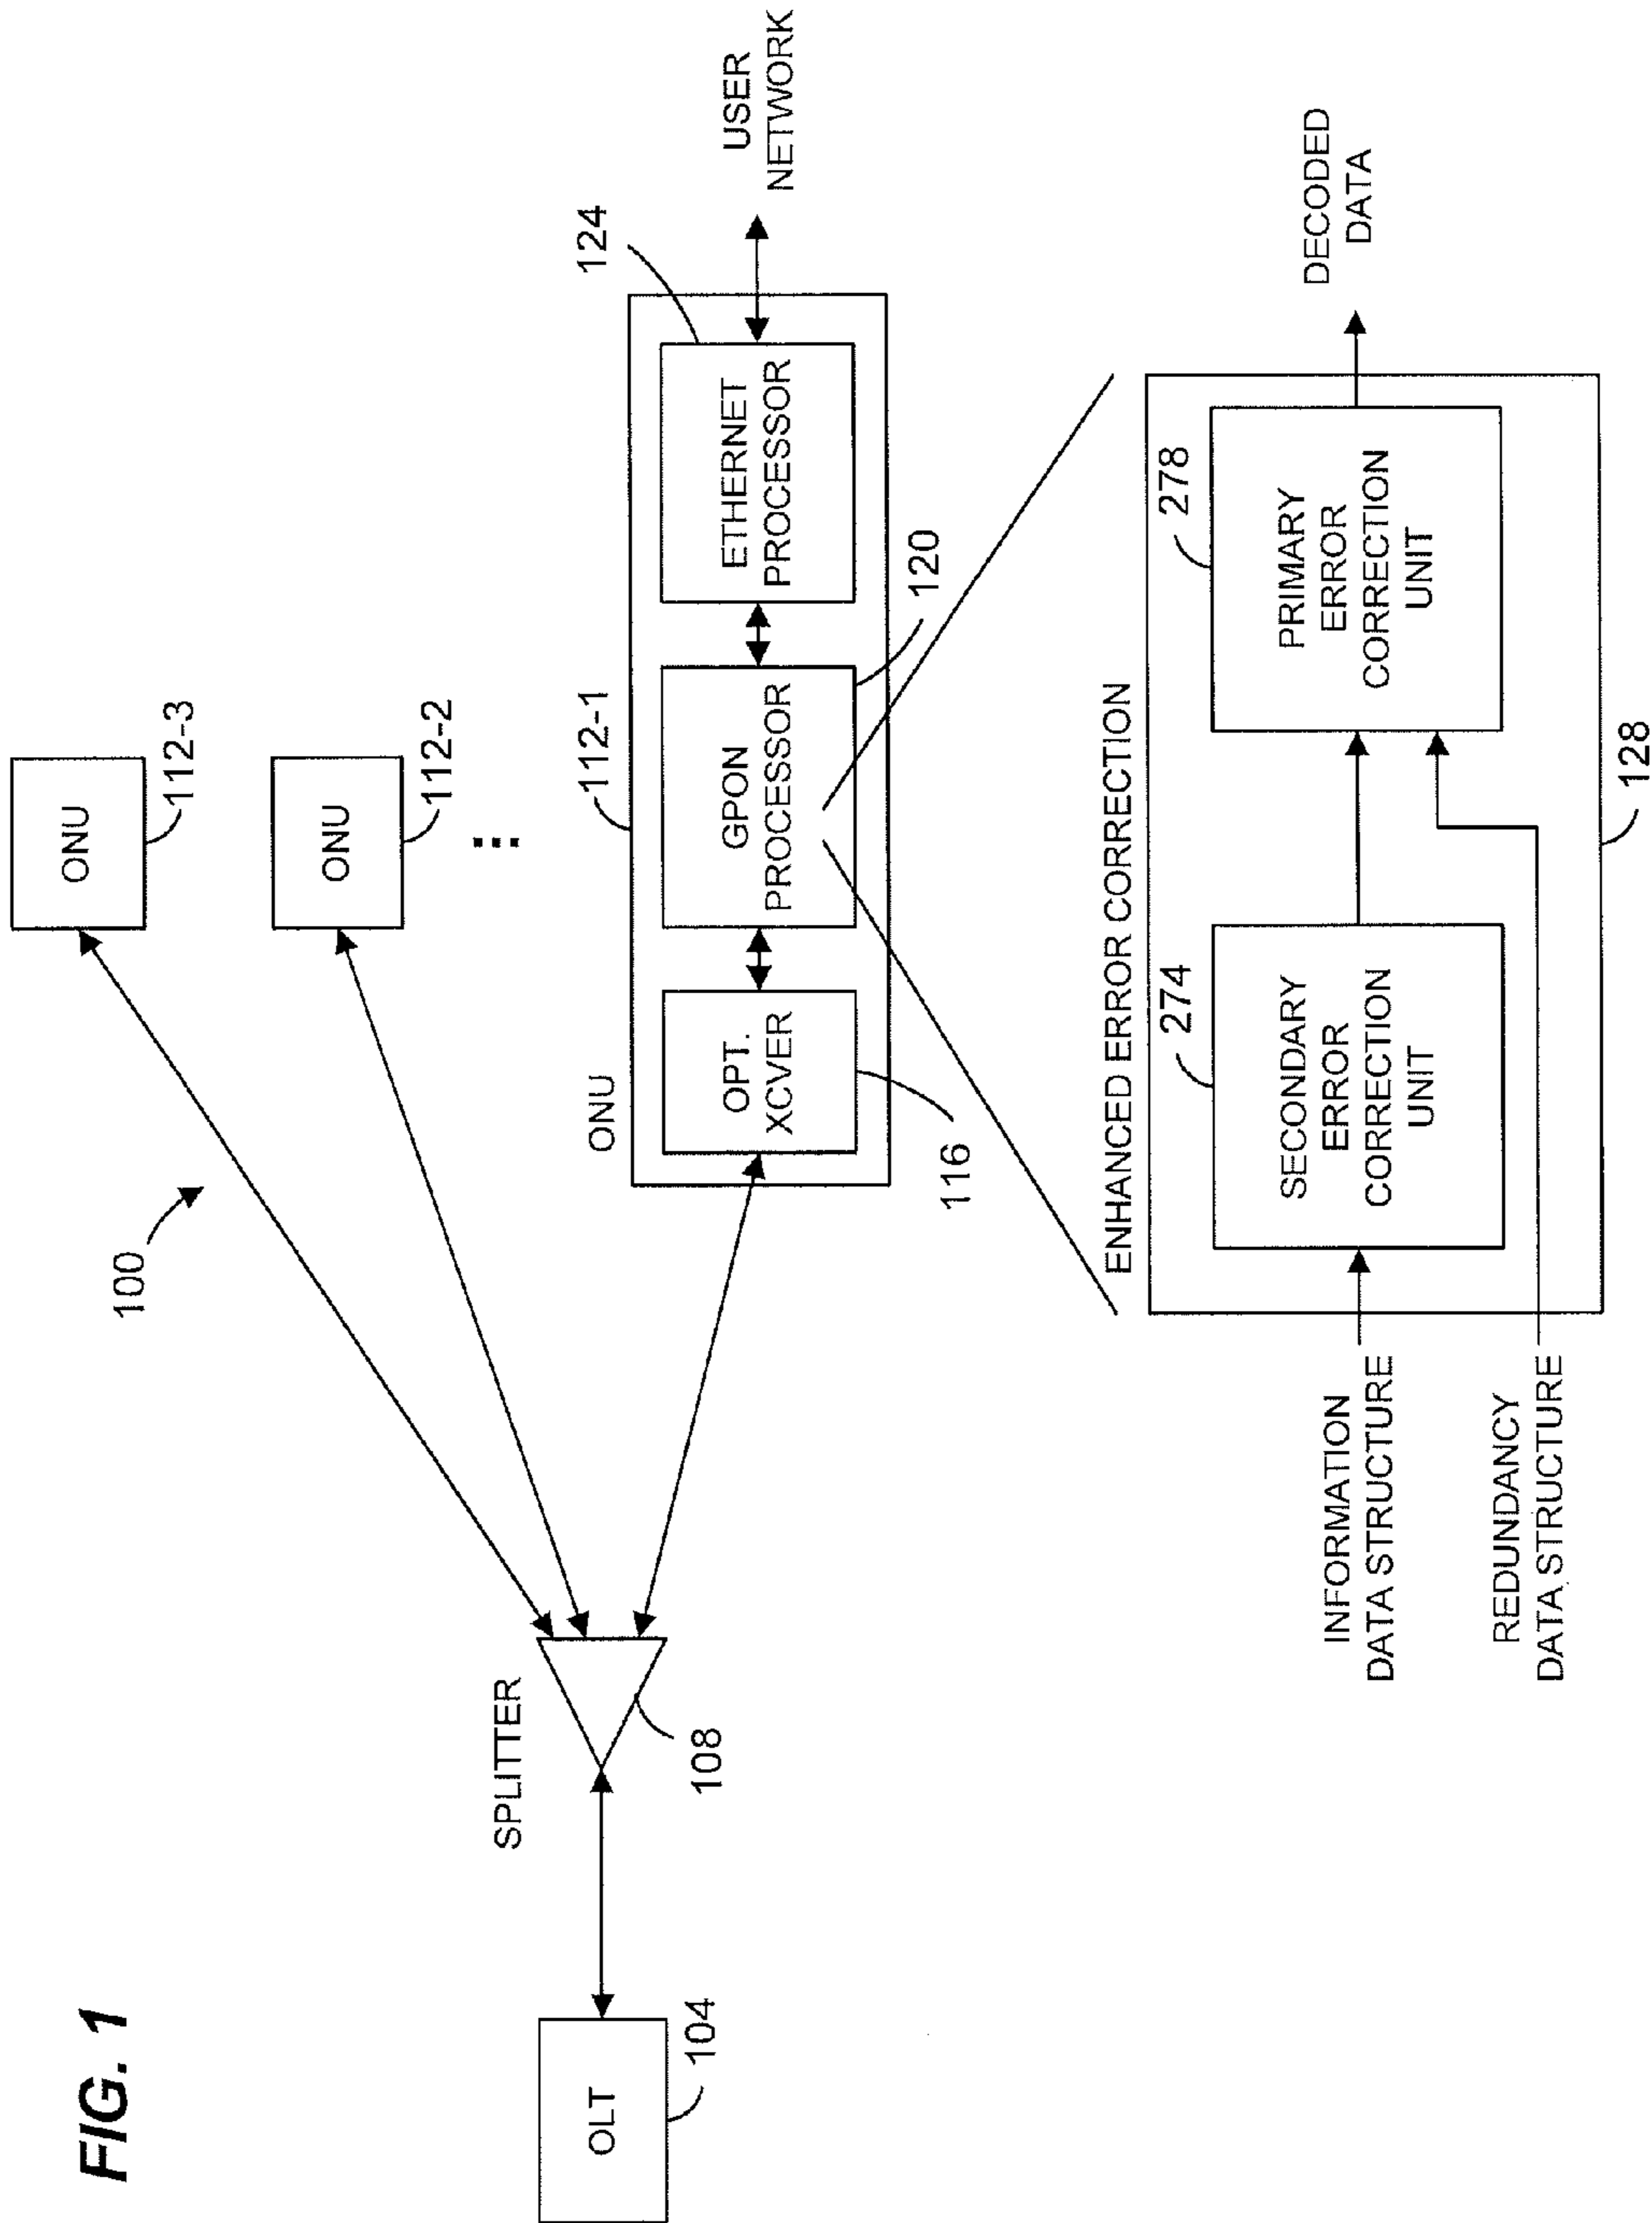 FIG. 1
100
ONU
112-3
ONU
112-2
OLT
104
SPLITTER
108
ONU
112-1
OPT.
XCVER
116
GPON
PROCESSOR
120
ETHERNET
PROCESSOR
124
USER
NETWORK
ENHANCED ERROR CORRECTION
INFORMATION
DATA STRUCTURE
REDUNDANCY
DATA STRUCTURE
274
SECONDARY
ERROR
CORRECTION
UNIT
278
PRIMARY
ERROR
CORRECTION
UNIT
128
DECODED
DATA